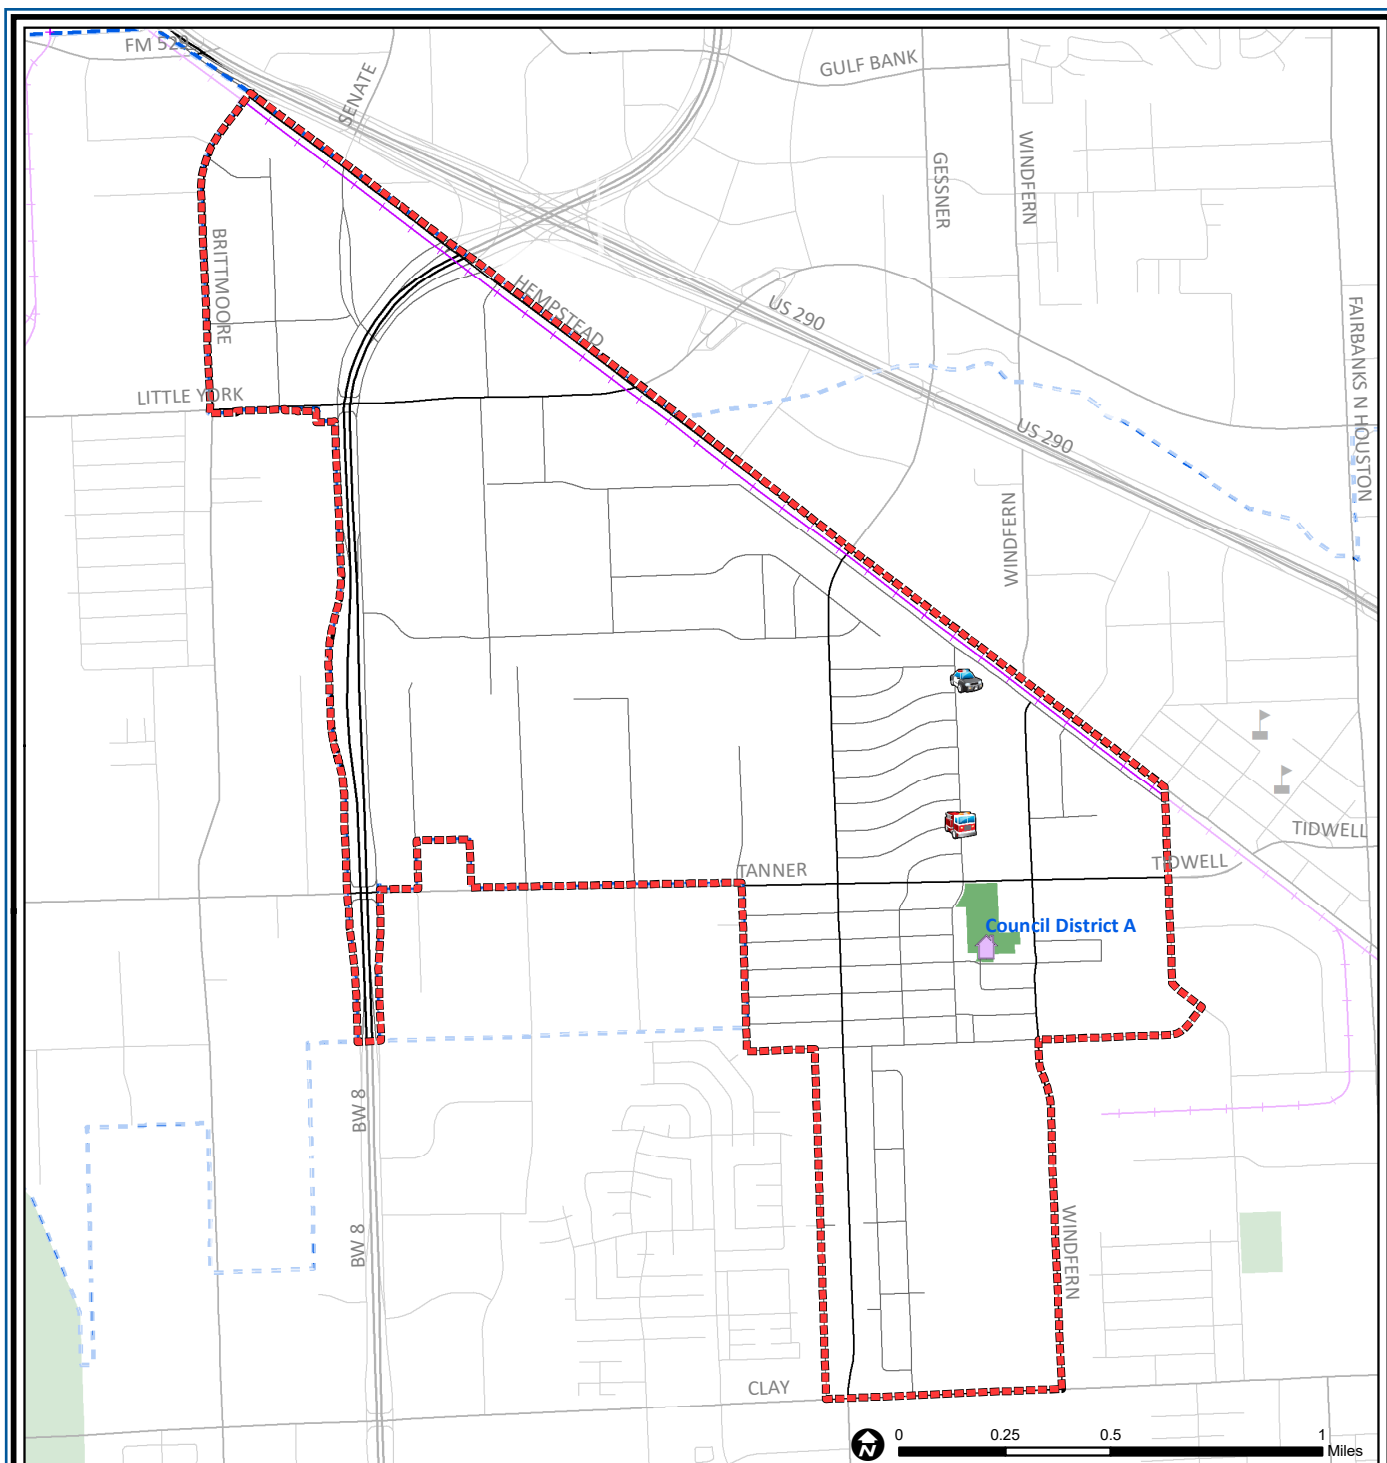 FM 529
SENATE
GULF BANK
WINDFERN
GESSNER
BRITTMOORE
HEMPSTEAD
US 290
FAIRBANKS N HOUSTON
LITTLE YORK
US 290
WINDFERN
TIDWELL
TIDWELL
TANNER
Council District A
BW 8
BW 8
WINDFERN
CLAY
N
0 0.25 0.5 1
Miles